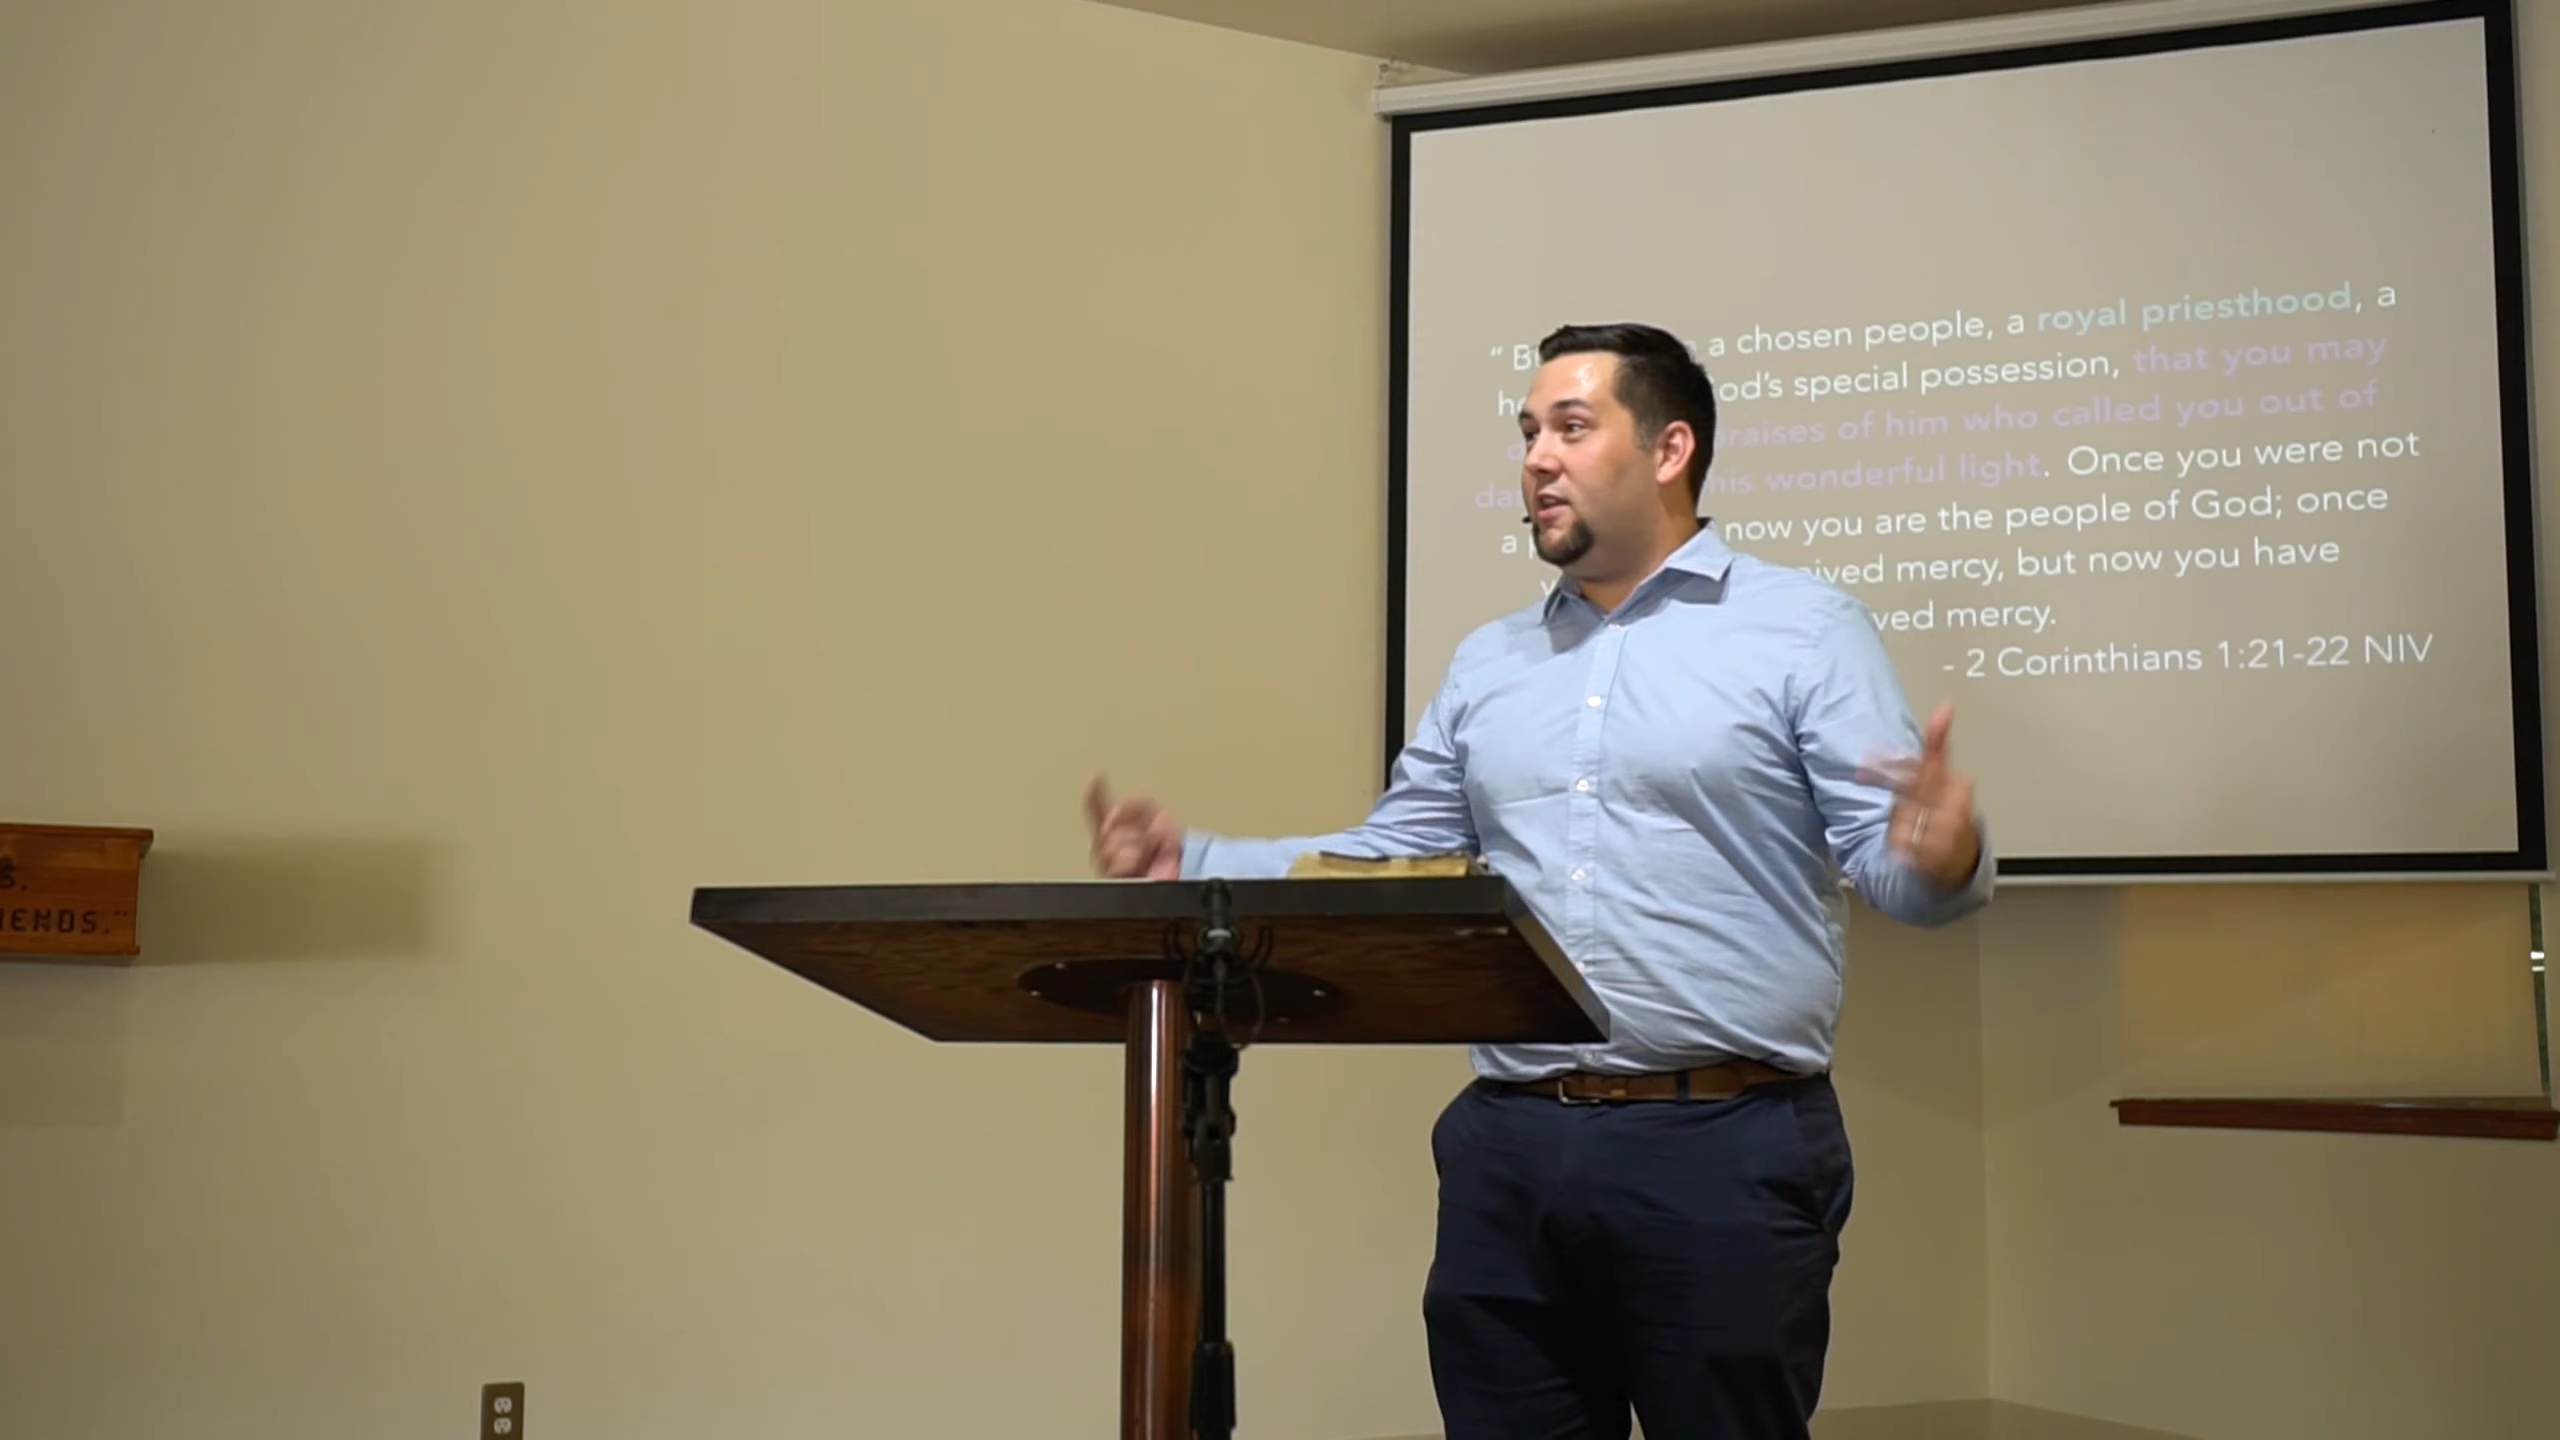 S.
IENDS."
“ B a chosen people, a royal priesthood, a
od's special possession, that you may
raises of him who called you out of
his wonderful light. Once you were not
a now you are the people of God; once
mercy, but now you have
mercy.
- 2 Corinthians 1:21-22 NIV